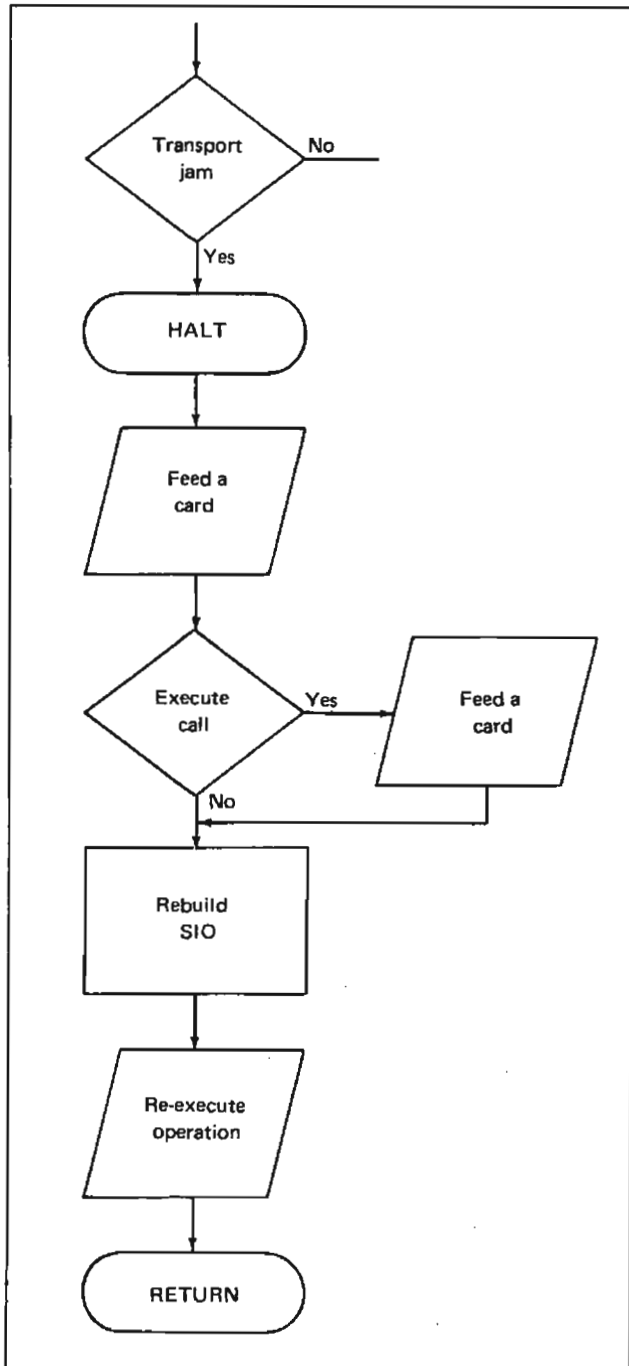 Transport
jam
No
Yes
HALT
Feed a
card
Execute
call
Yes
Feed a
card
No
Rebuild
SIO
Re-execute
operation
RETURN